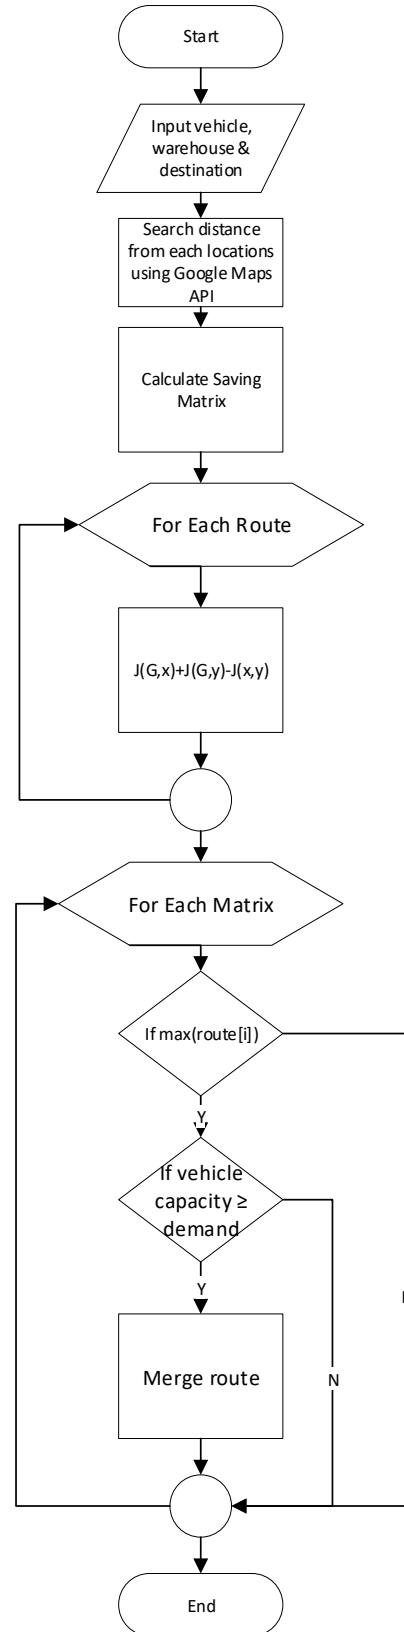 Start
Input vehicle,
warehouse &
destination
Search distance
from each locations
using Google Maps
API
Calculate Saving
Matrix
For Each Route
J(G,x)+J(G,y)-J(x,y)
For Each Matrix
If max(route[i])
Y
If vehicle
capacity ≥
demand
Y
Merge route
N
End